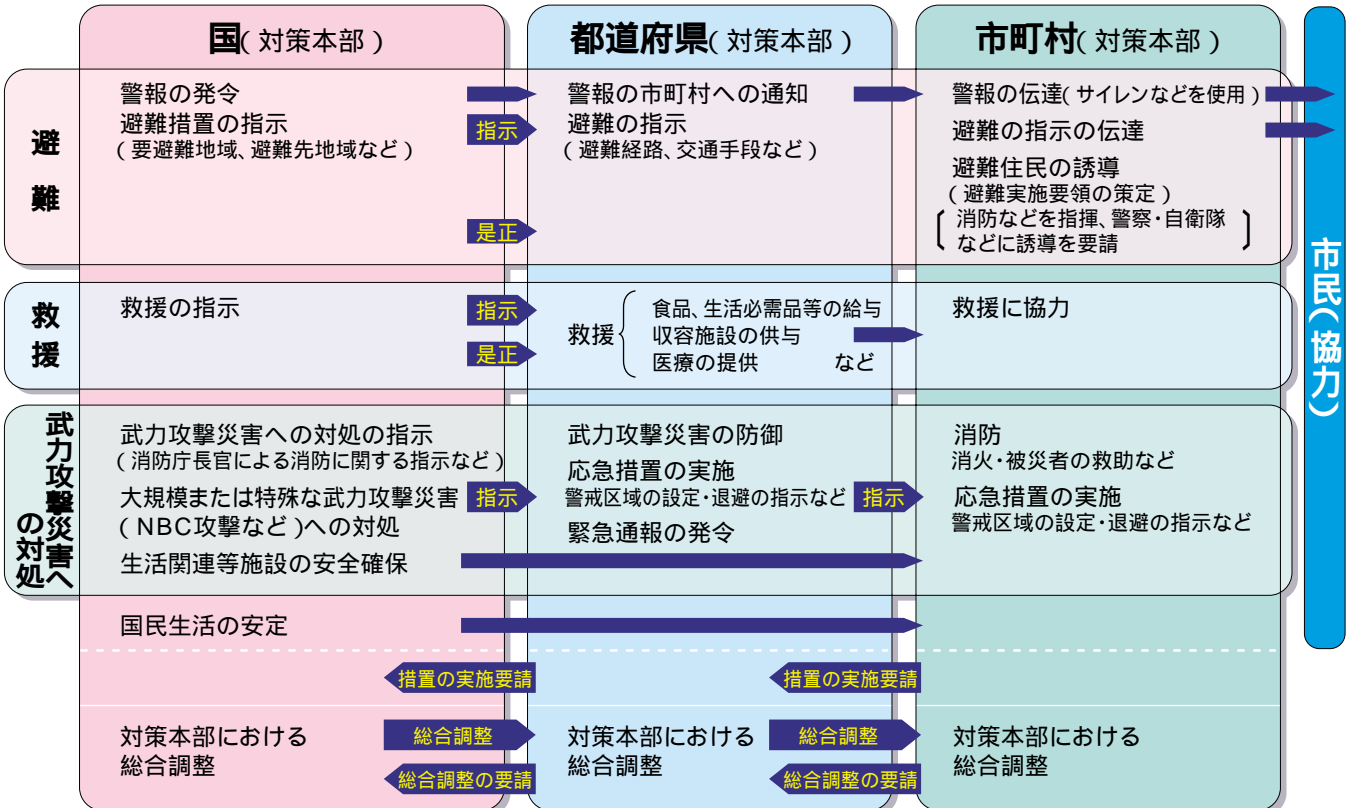 国（対策本部）
都道府県（対策本部）
市町村（対策本部）
避難
警報の発令
避難措置の指示
（要避難地域、避難先地域など）
指示
是正
警報の市町村への通知
避難の指示
（避難経路、交通手段など）
警報の伝達（サイレンなどを使用）
避難の指示の伝達
避難住民の誘導
（避難実施要領の策定）
〔消防などを指揮、警察・自衛隊
などに誘導を要請〕
救援
救援の指示
指示
是正
救援
食品、生活必需品等の給与
収容施設の供与
医療の提供 など
救援に協力
武力攻撃災害へ
の対処
武力攻撃災害への対処の指示
（消防庁長官による消防に関する指示など）
大規模または特殊な武力攻撃災害
（NBC攻撃など）への対処
生活関連等施設の安全確保
指示
武力攻撃災害の防御
応急措置の実施
警戒区域の設定・退避の指示など
緊急通報の発令
指示
消防
消火・被災者の救助など
応急措置の実施
警戒区域の設定・退避の指示など
国民生活の安定
措置の実施要請
措置の実施要請
対策本部における
総合調整
総合調整
総合調整の要請
対策本部における
総合調整
総合調整
総合調整の要請
対策本部における
総合調整
市民（協力）